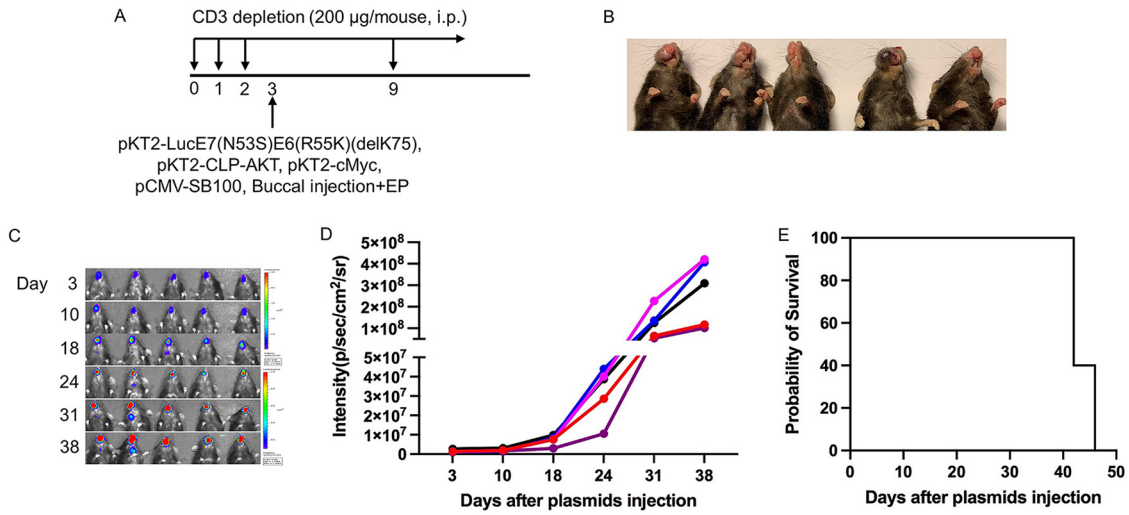 A
CD3 depletion (200 µg/mouse, i.p.)
0 1 2 3 9
pKT2-LucE7(N53S)E6(R55K)(delK75),
pKT2-CLP-AKT, pKT2-cMyc,
pCMV-SB100, Buccal injection+EP
B
C
Day 3
10
18
24
31
38
D
Intensity(p/sec/cm2/sr)
5×10⁸
4×10⁸
3×10⁸
2×10⁸
1×10⁸
5×10⁷
4×10⁷
3×10⁷
2×10⁷
1×10⁷
0
3 10 18 24 31 38
Days after plasmids injection
E
Probability of Survival
100
80
60
40
20
0
0 10 20 30 40 50
Days after plasmids injection